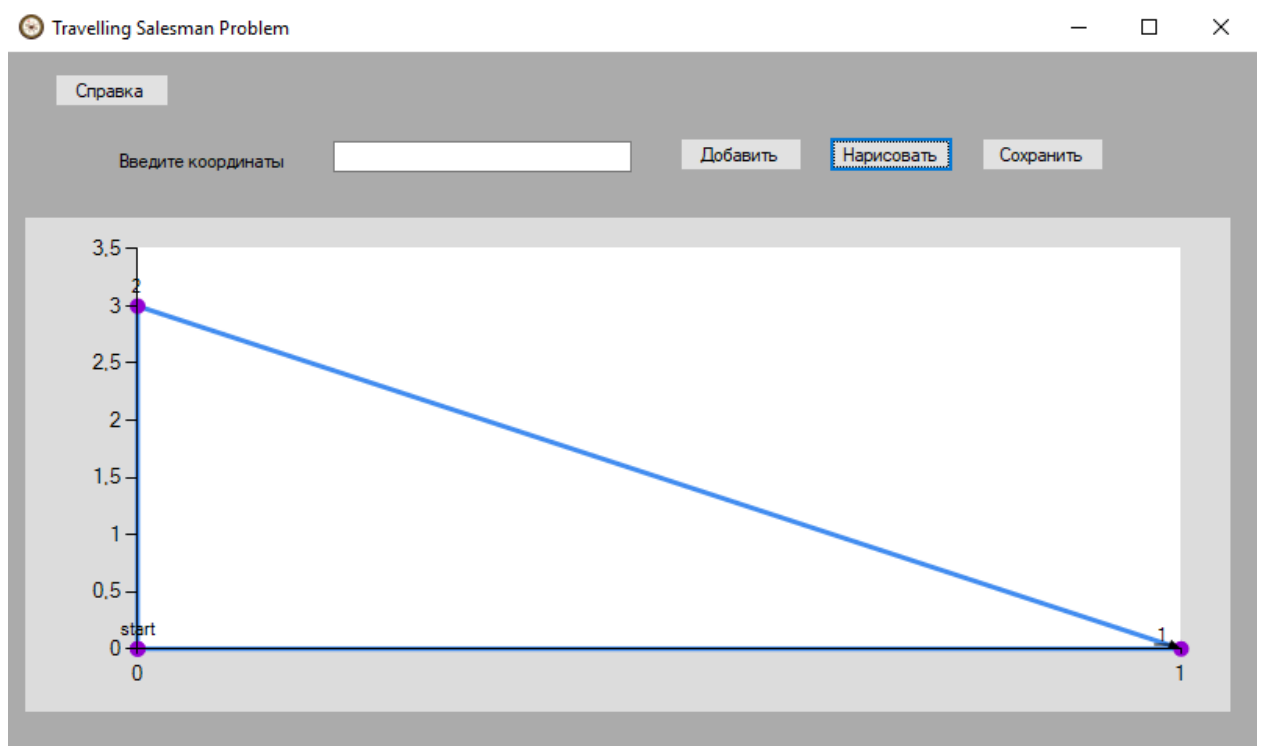 Travelling Salesman Problem
Справка
Введите координаты
Добавить
Нарисовать
Сохранить
3,5
2
3
2,5
2
1,5
1
0,5
start
1
0
0
1